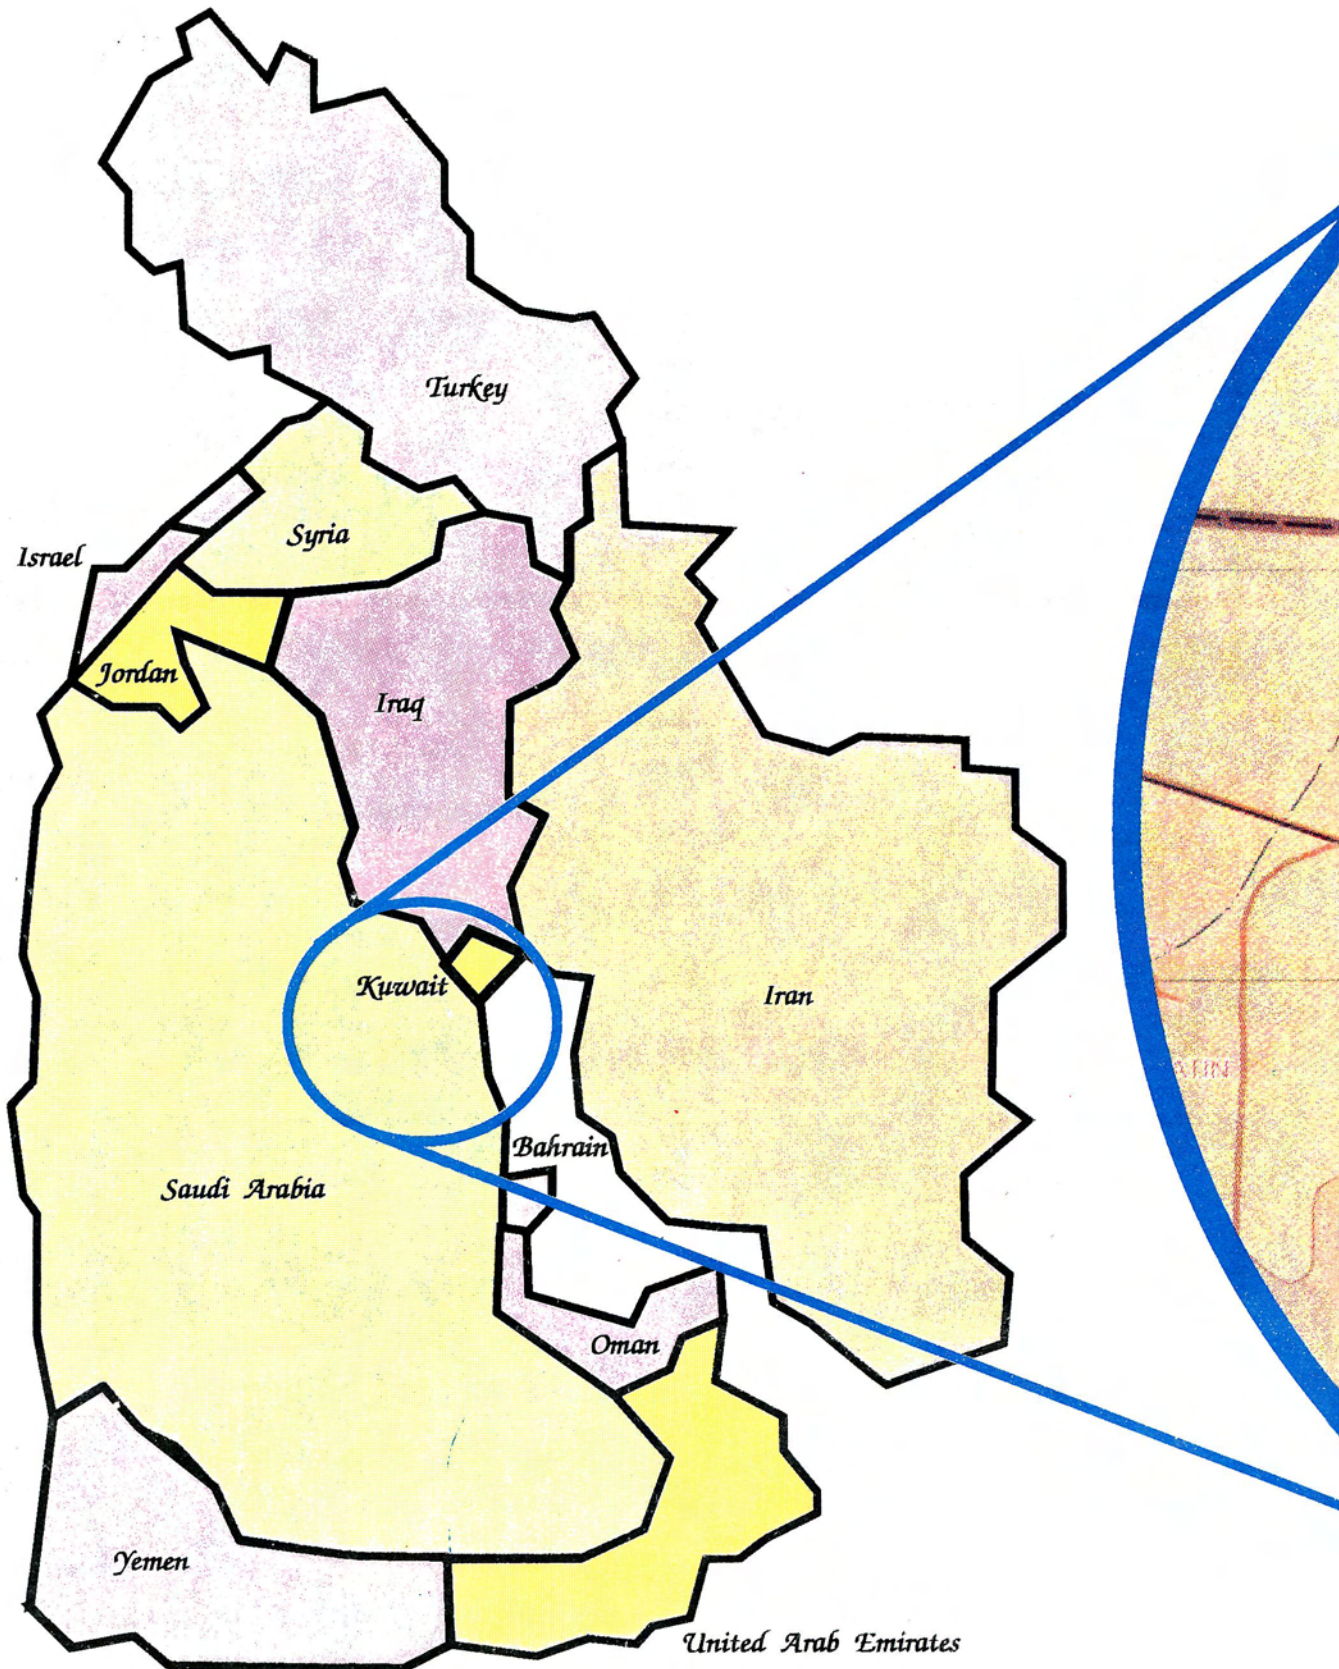 Turkey
Syria
Israel
Jordan
Iraq
Kuwait
Iran
Bahrain
Saudi Arabia
Oman
Yemen
United Arab Emirates